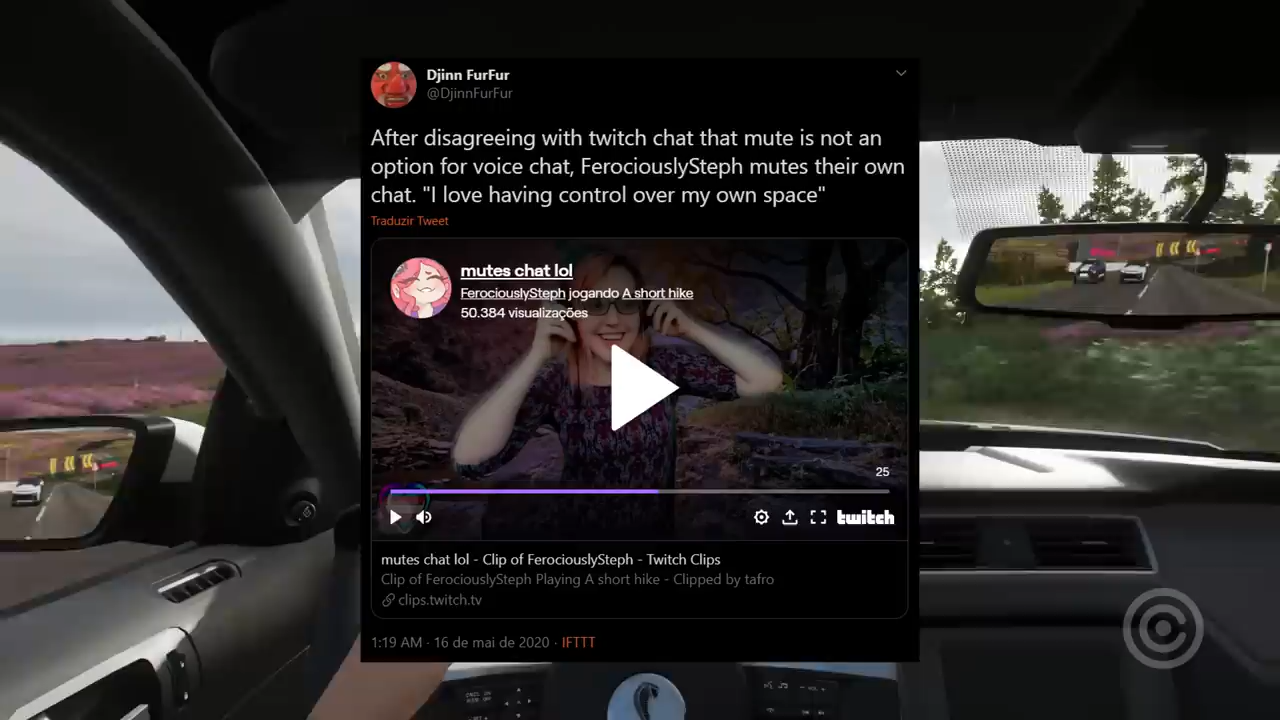 Djinn FurFur
@DjinnFurFur
After disagreeing with twitch chat that mute is not an
option for voice chat, FerociouslySteph mutes their own
chat. "I love having control over my own space"
Traduzir Tweet
mutes chat lol
FerociouslySteph jogando A short hike
50.384 visualizações
25
twitch
mutes chat lol - Clip of FerociouslySteph - Twitch Clips
Clip of FerociouslySteph Playing A short hike - Clipped by tafro
clips.twitch.tv
1:19 AM · 16 de mai de 2020 · IFTTT